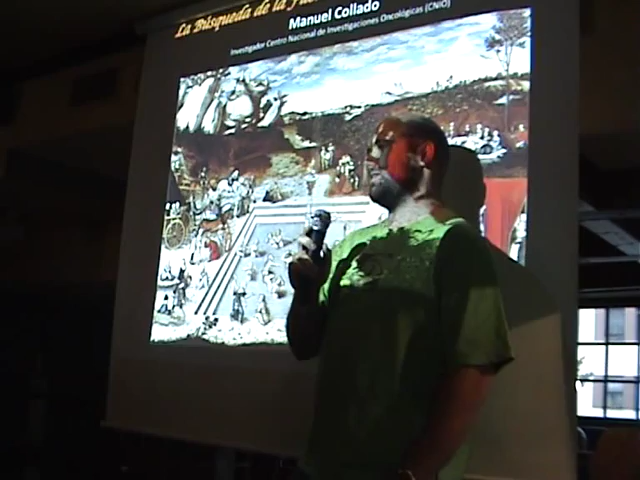 La Búsqueda de la
Manuel Collado
Investigador Centro Nacional de Investigaciones Oncológicas (CNIO)